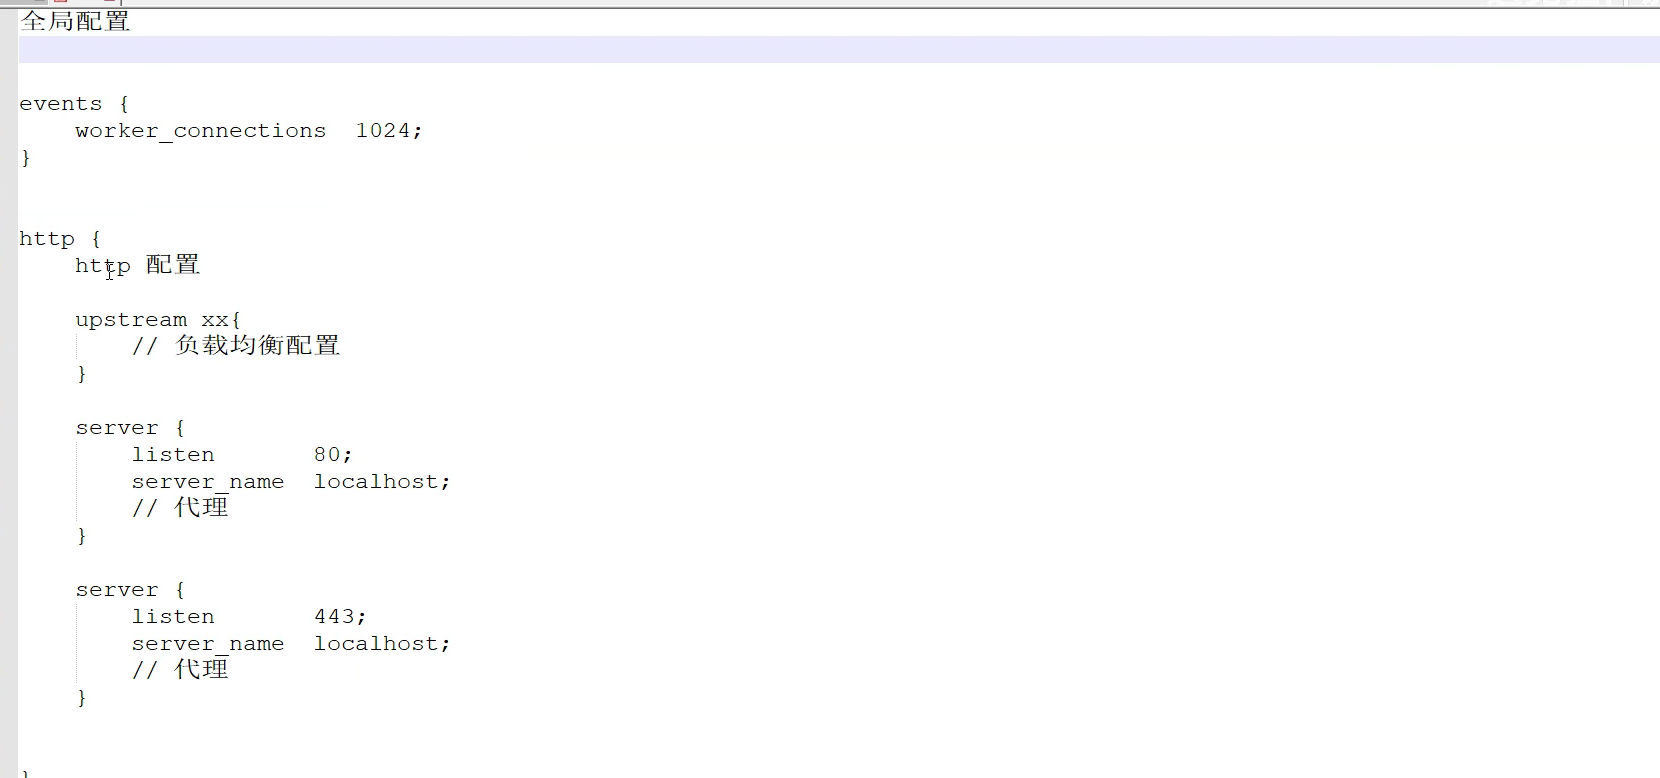 全局配置
events {
worker_connections  1024;
}
http {
http 配置
upstream xx{
// 负载均衡配置
}
server {
listen       80;
server_name  localhost;
// 代理
}
server {
listen       443;
server_name  localhost;
// 代理
}
}